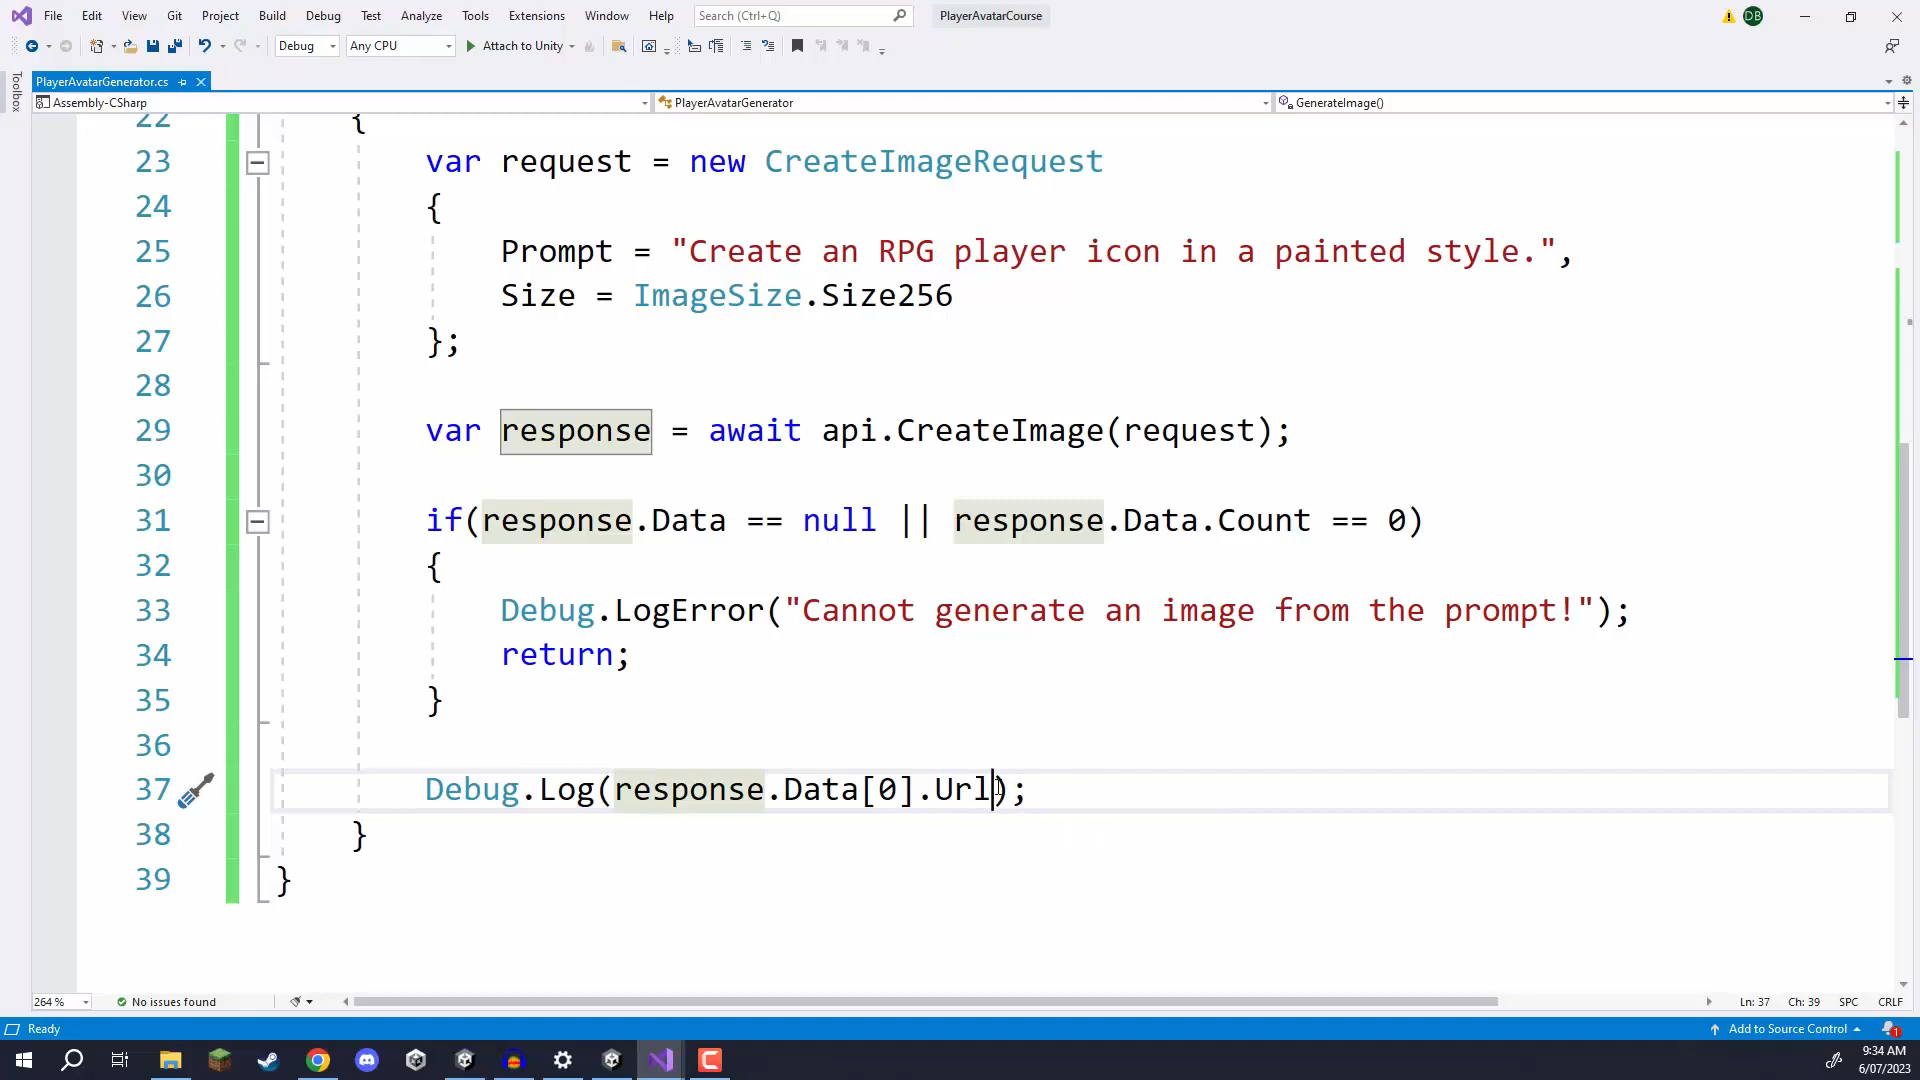 File Edit View Git Project Build Debug Test Analyze Tools Extensions Window Help Search (Ctrl+Q) PlayerAvatarCourse DB
Debug Any CPU Attach to Unity
PlayerAvatarGenerator.cs
Toolbox
Assembly-CSharp PlayerAvatarGenerator GenerateImage()
22 {
23 var request = new CreateImageRequest
24 {
25 Prompt = "Create an RPG player icon in a painted style.",
26 Size = ImageSize.Size256
27 };
28
29 var response = await api.CreateImage(request);
30
31 if(response.Data == null || response.Data.Count == 0)
32 {
33 Debug.LogError("Cannot generate an image from the prompt!");
34 return;
35 }
36
37 Debug.Log(response.Data[0].Url);
38 }
39 }
264 % No issues found Ln: 37 Ch: 39 SPC CRLF
Ready Add to Source Control 1
9:34 AM
6/07/2023